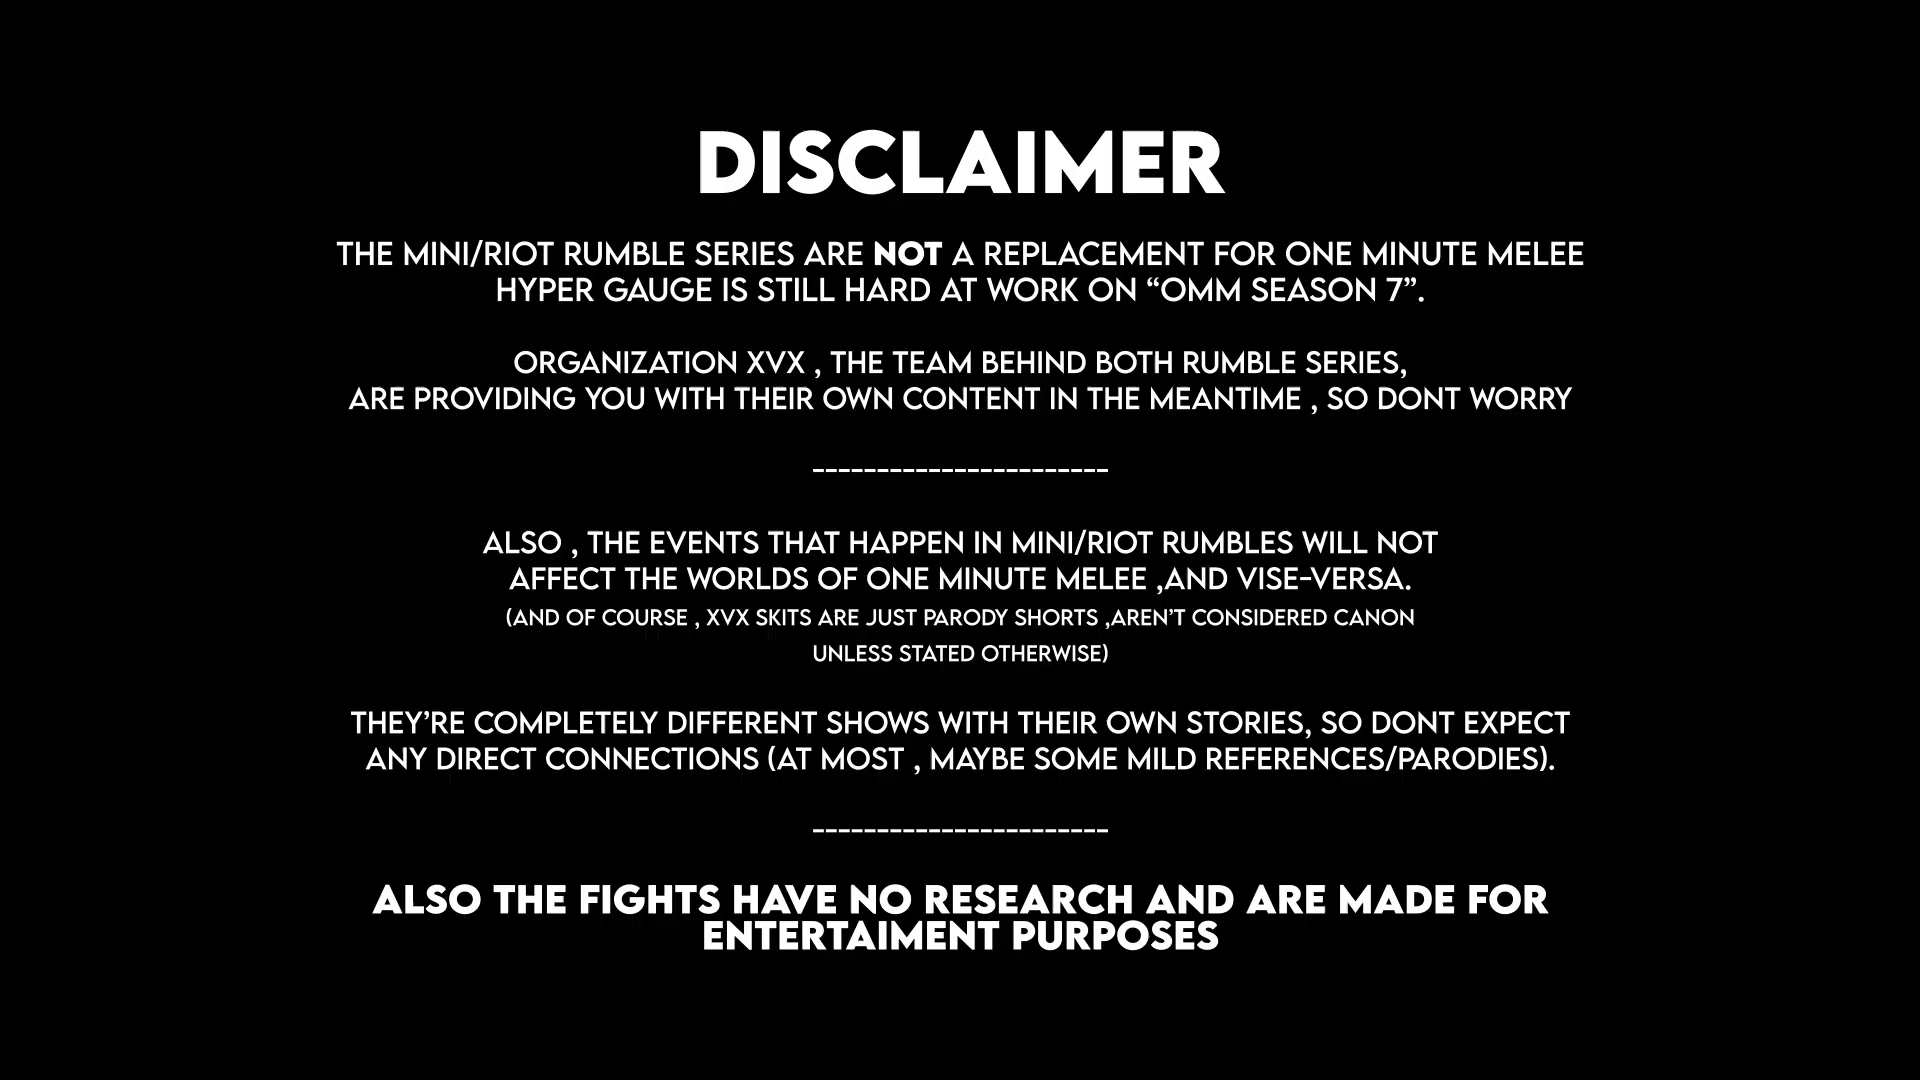 DISCLAIMER
THE MINI/RIOT RUMBLE SERIES ARE NOT A REPLACEMENT FOR ONE MINUTE MELEE
HYPER GAUGE IS STILL HARD AT WORK ON “OMM SEASON 7”.
ORGANIZATION XVX , THE TEAM BEHIND BOTH RUMBLE SERIES,
ARE PROVIDING YOU WITH THEIR OWN CONTENT IN THE MEANTIME , SO DONT WORRY
-----------------------
ALSO , THE EVENTS THAT HAPPEN IN MINI/RIOT RUMBLES WILL NOT
AFFECT THE WORLDS OF ONE MINUTE MELEE ,AND VISE-VERSA.
(AND OF COURSE , XVX SKITS ARE JUST PARODY SHORTS ,AREN’T CONSIDERED CANON
UNLESS STATED OTHERWISE)
THEY’RE COMPLETELY DIFFERENT SHOWS WITH THEIR OWN STORIES, SO DONT EXPECT
ANY DIRECT CONNECTIONS (AT MOST , MAYBE SOME MILD REFERENCES/PARODIES).
-----------------------
ALSO THE FIGHTS HAVE NO RESEARCH AND ARE MADE FOR
ENTERTAIMENT PURPOSES